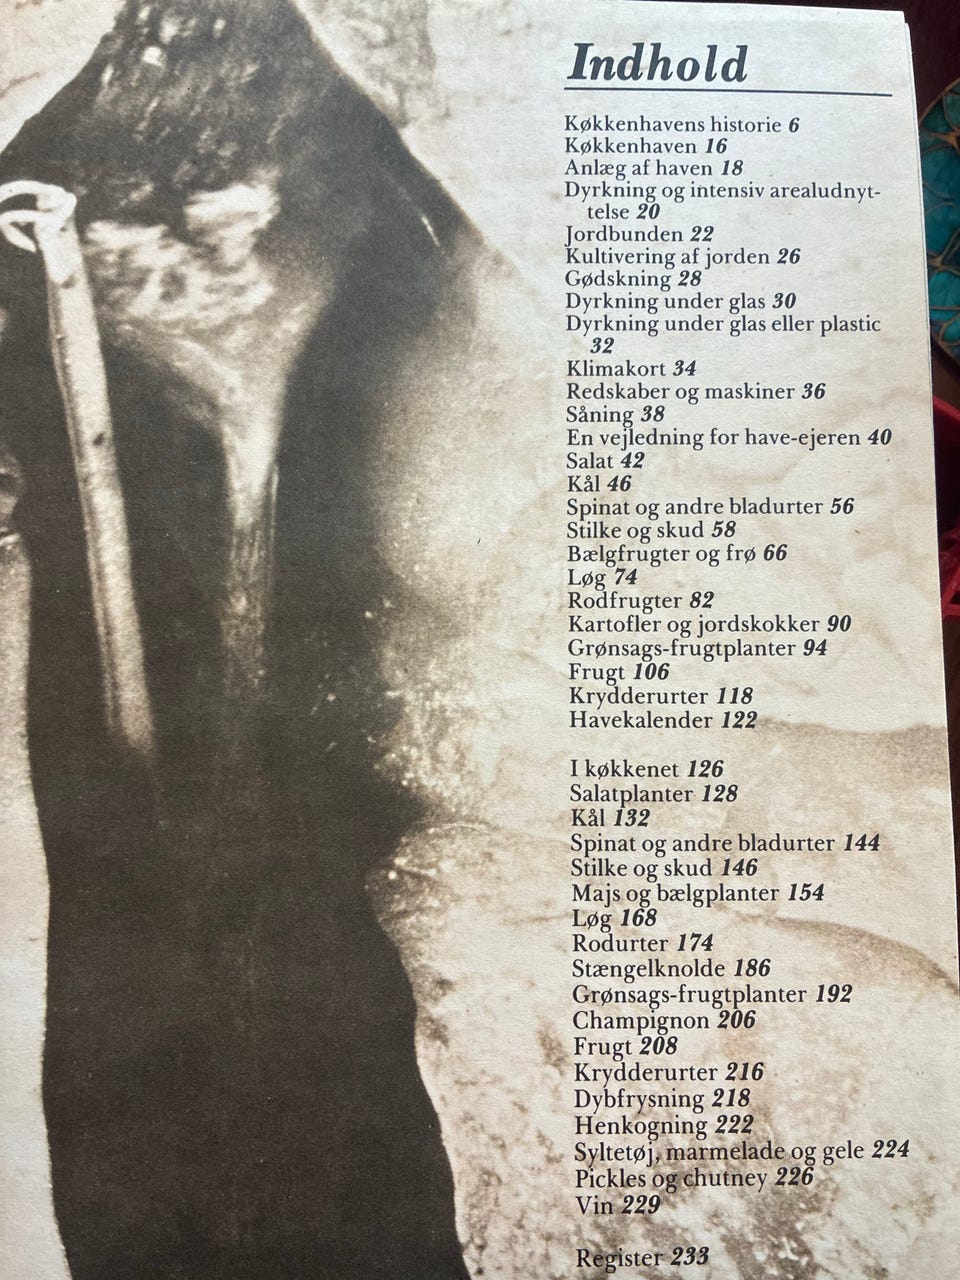 Indhold
Køkkenhavens historie 6
Køkkenhaven 16
Anlæg af haven 18
Dyrkning og intensiv arealudnyt-
telse 20
Jordbunden 22
Kultivering af jorden 26
Gødskning 28
Dyrkning under glas 30
Dyrkning under glas eller plastic
32
Klimakort 34
Redskaber og maskiner 36
Såning 38
En vejledning for have-ejeren 40
Salat 42
Kål 46
Spinat og andre bladurter 56
Stilke og skud 58
Bælgfrugter og frø 66
Løg 74
Rodfrugter 82
Kartofler og jordskokker 90
Grønsags-frugtplanter 94
Frugt 106
Krydderurter 118
Havekalender 122
I køkkenet 126
Salatplanter 128
Kål 132
Spinat og andre bladurter 144
Stilke og skud 146
Majs og bælgplanter 154
Løg 168
Rodurter 174
Stængelknolde 186
Grønsags-frugtplanter 192
Champignon 206
Frugt 208
Krydderurter 216
Dybfrysning 218
Henkogning 222
Syltetøj, marmelade og gele 224
Pickles og chutney 226
Vin 229
Register 233